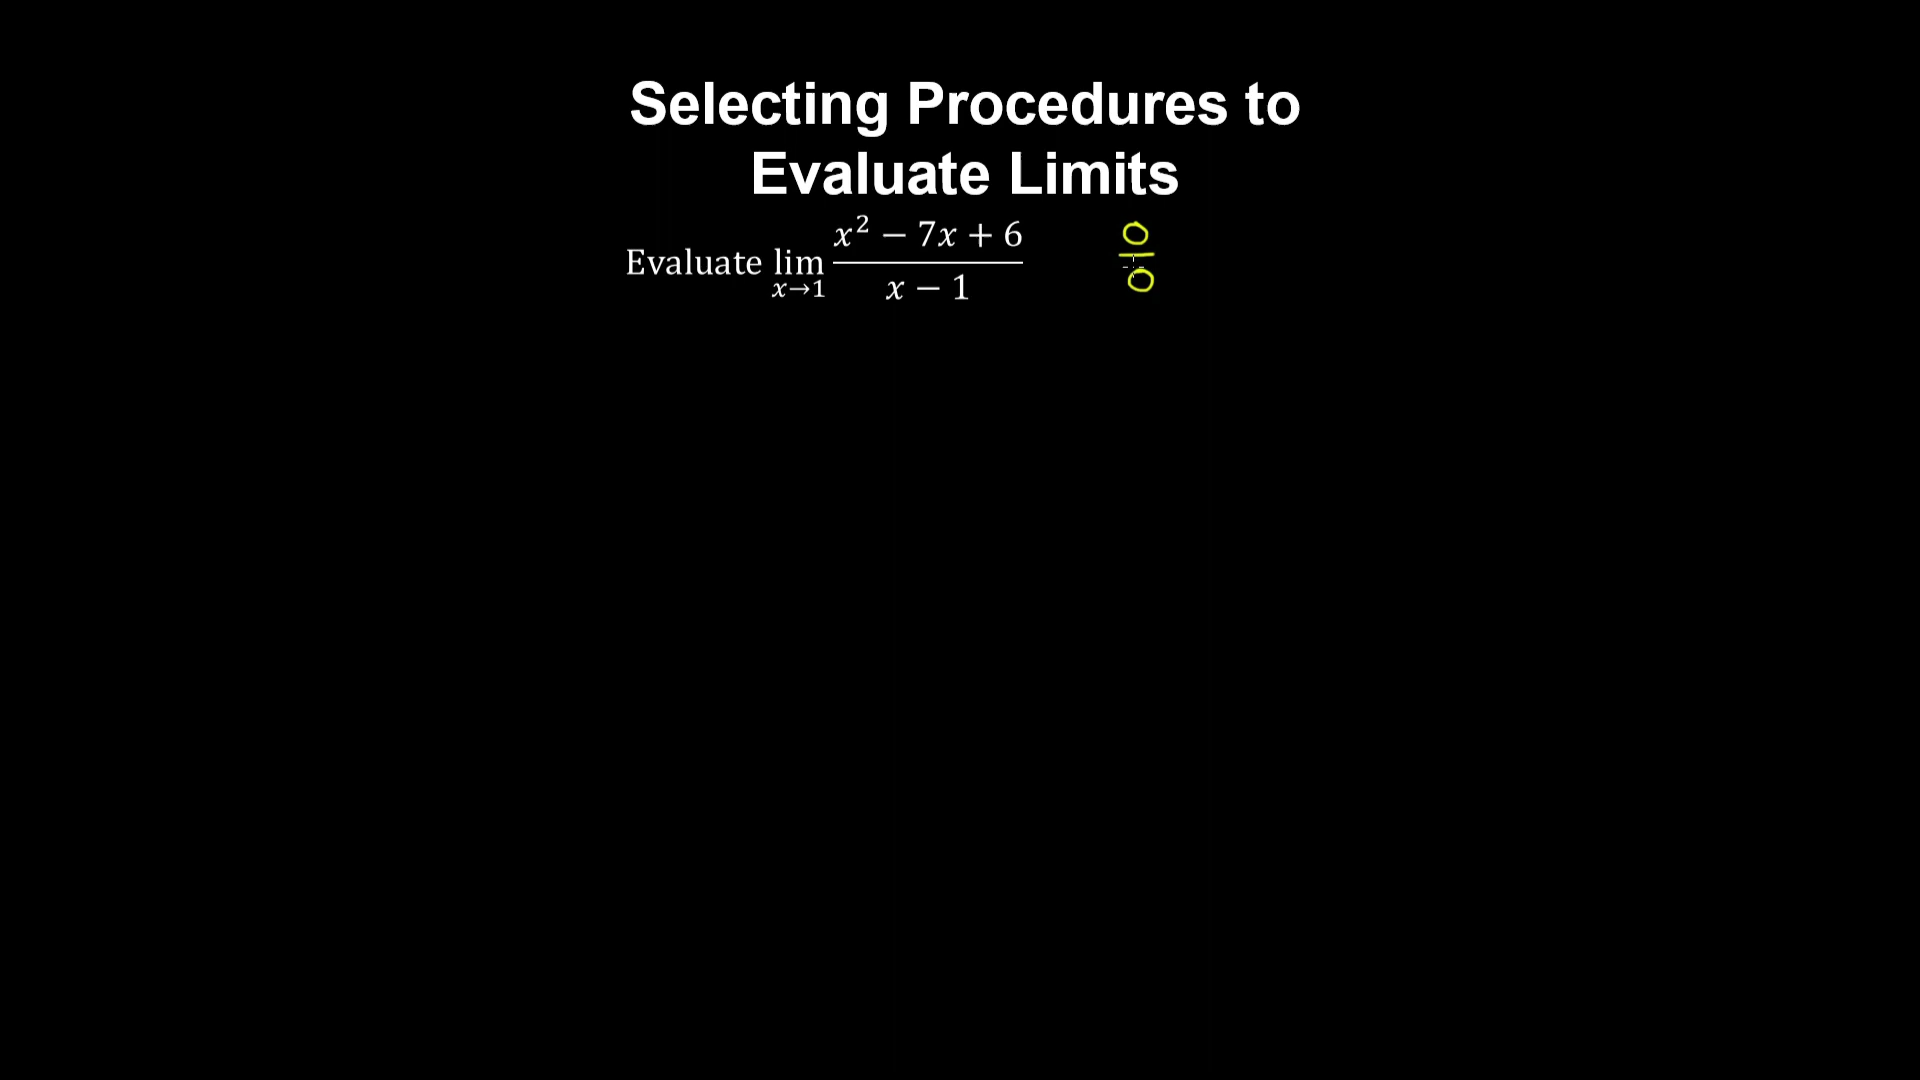 Selecting Procedures to
Evaluate Limits
Evaluate lim x→1 (x² − 7x + 6)/(x − 1)
0/0